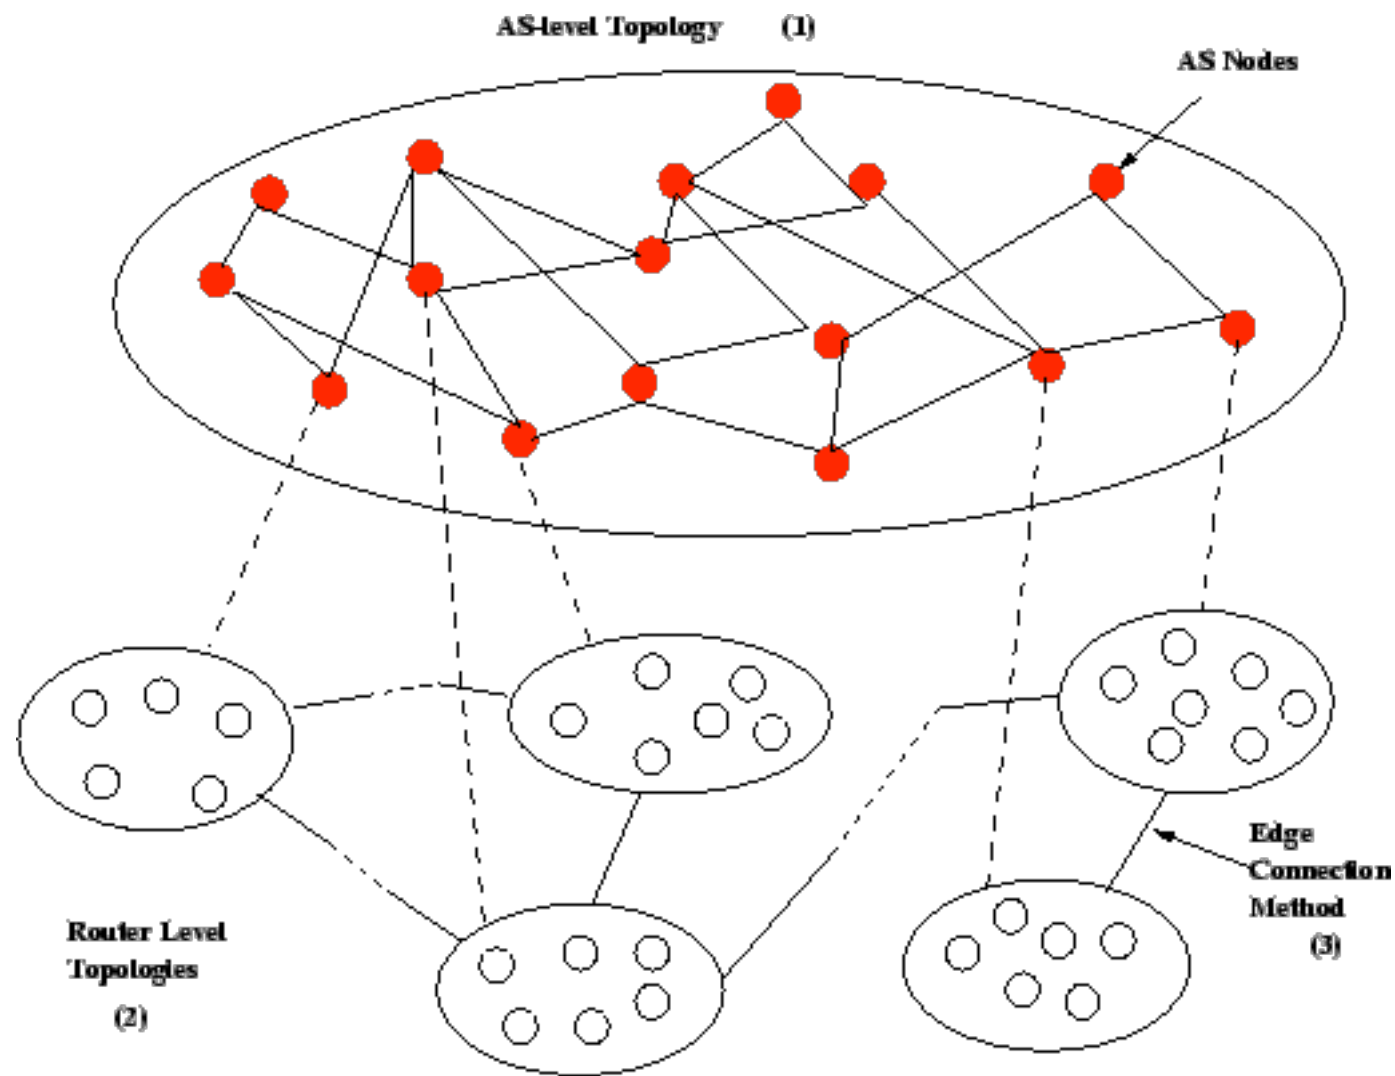 AS-level Topology (1)
AS Nodes
Edge
Connection
Method
(3)
Router Level
Topologies
(2)